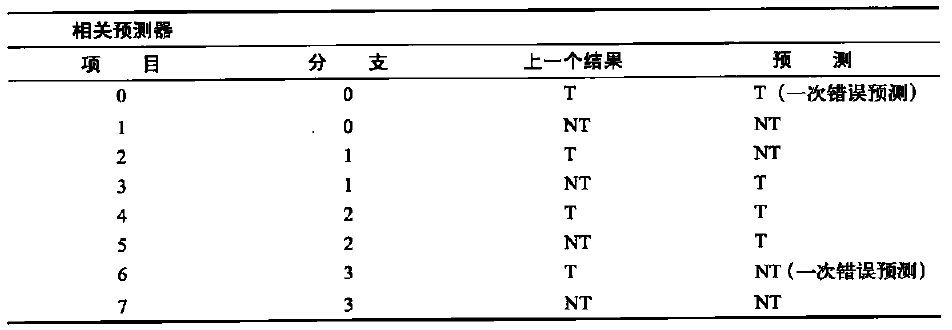 相关预测器
项 目 分 支 上一个结果 预 测
0 0 T T (一次错误预测)
1 0 NT NT
2 1 T NT
3 1 NT T
4 2 T T
5 2 NT T
6 3 T NT (一次错误预测)
7 3 NT NT